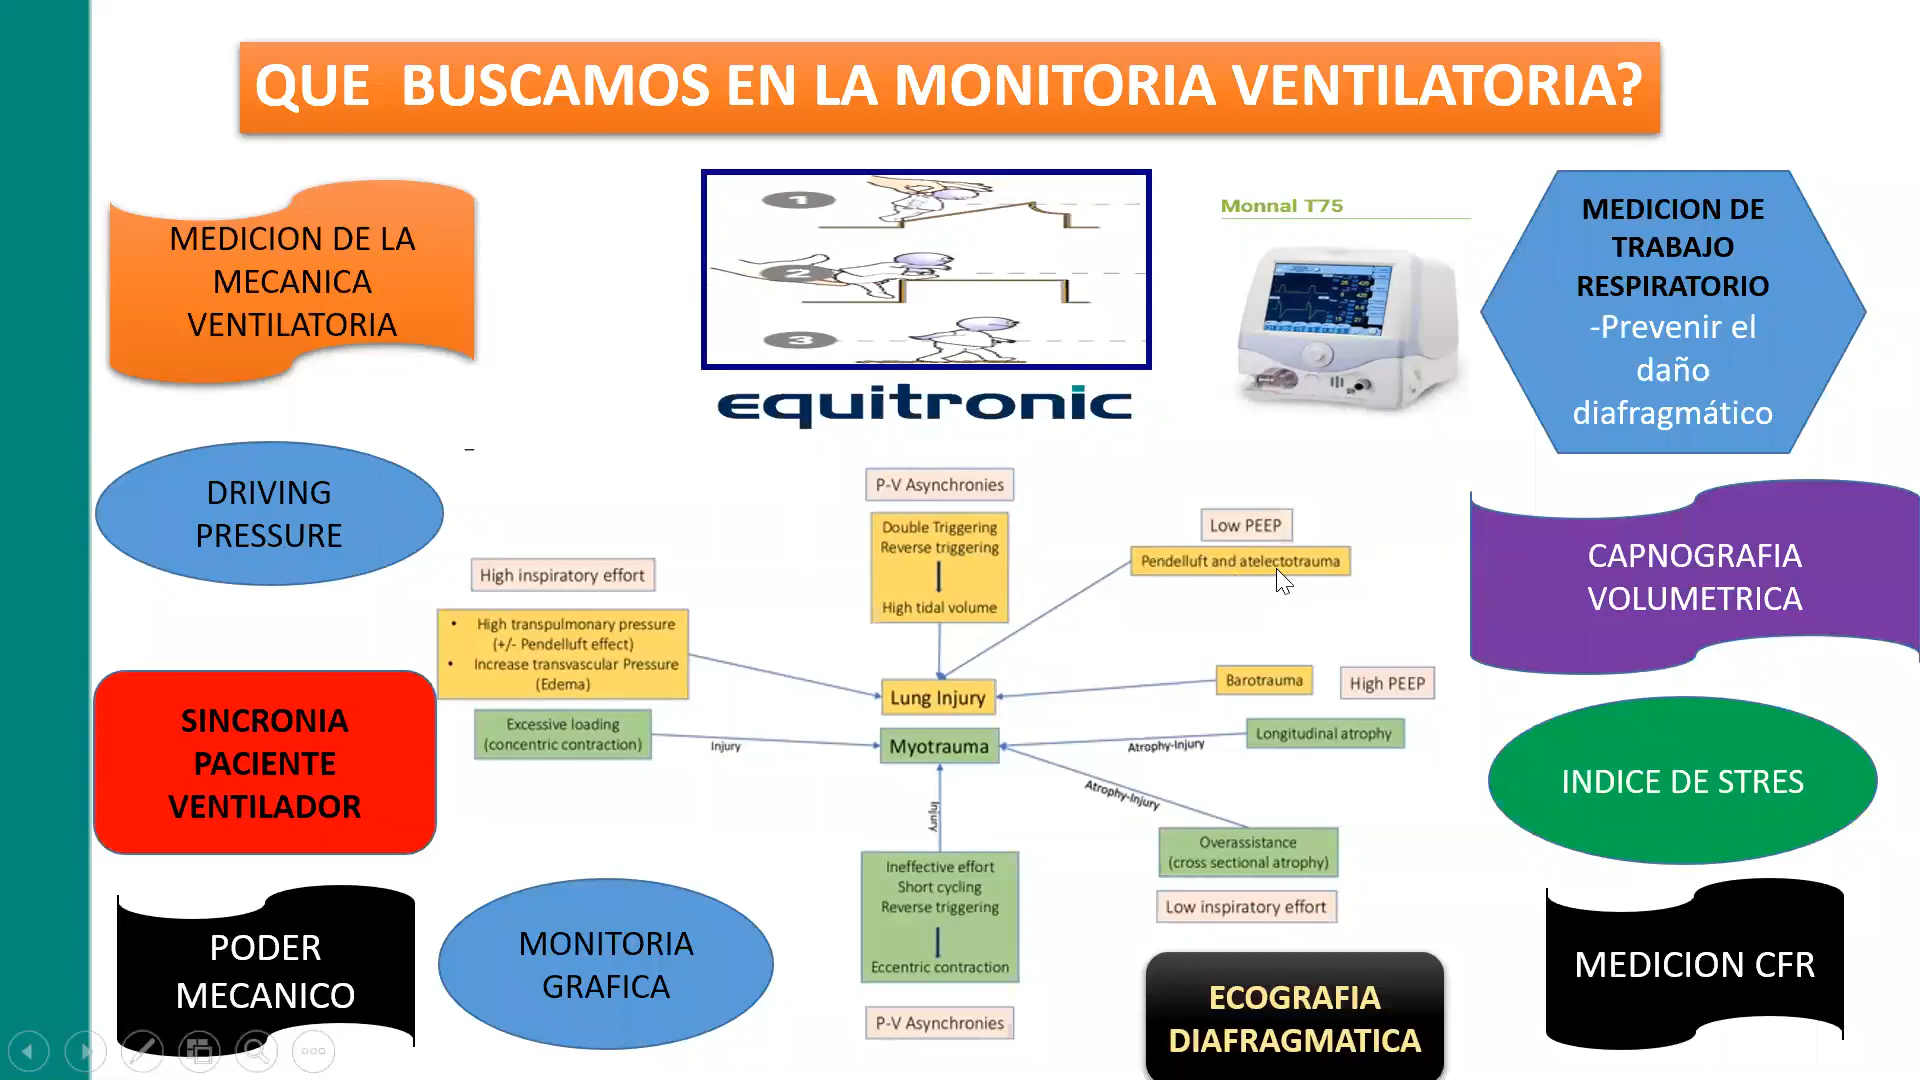 QUE BUSCAMOS EN LA MONITORIA VENTILATORIA?
MEDICION DE LA
MECANICA
VENTILATORIA
1
2
3
equitronic
Monnal T75
MEDICION DE
TRABAJO
RESPIRATORIO
-Prevenir el
daño
diafragmático
DRIVING
PRESSURE
P-V Asynchronies
Double Triggering
Reverse triggering
High tidal volume
Low PEEP
Pendelluft and atelectotrauma
High inspiratory effort
• High transpulmonary pressure
(+/- Pendelluft effect)
• Increase transvascular Pressure
(Edema)
CAPNOGRAFIA
VOLUMETRICA
Lung Injury
Barotrauma
High PEEP
SINCRONIA
PACIENTE
VENTILADOR
Excessive loading
(concentric contraction)
Injury
Myotrauma
Atrophy-Injury
Longitudinal atrophy
Atrophy-Injury
Injury
INDICE DE STRES
Overassistance
(cross sectional atrophy)
Low inspiratory effort
Ineffective effort
Short cycling
Reverse triggering
Eccentric contraction
P-V Asynchronies
PODER
MECANICO
MONITORIA
GRAFICA
ECOGRAFIA
DIAFRAGMATICA
MEDICION CFR